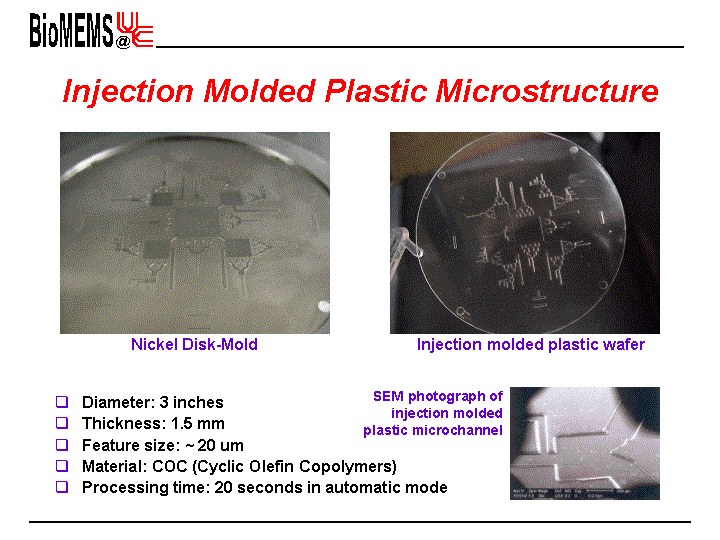 BioMEMS@UC
Injection Molded Plastic Microstructure
Nickel Disk-Mold
Injection molded plastic wafer
SEM photograph of
injection molded
plastic microchannel
❑ Diameter: 3 inches
❑ Thickness: 1.5 mm
❑ Feature size: ~20 um
❑ Material: COC (Cyclic Olefin Copolymers)
❑ Processing time: 20 seconds in automatic mode